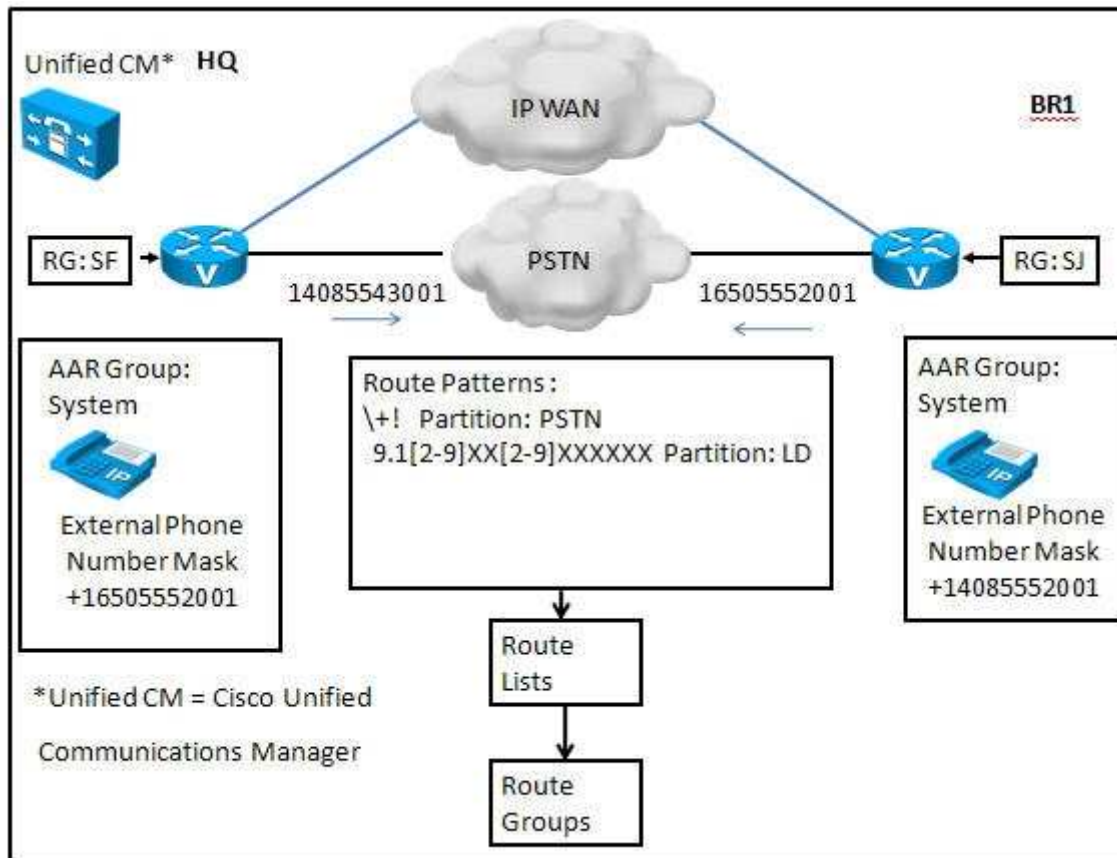 Unified CM* HQ
IP WAN
BR1
RG: SF
V
PSTN
V
RG: SJ
14085543001
16505552001
AAR Group:
System
IP
External Phone
Number Mask
+16505552001
Route Patterns :
\+! Partition: PSTN
9.1[2-9]XX[2-9]XXXXXX Partition: LD
AAR Group:
System
IP
External Phone
Number Mask
+14085552001
Route
Lists
*Unified CM = Cisco Unified
Communications Manager
Route
Groups